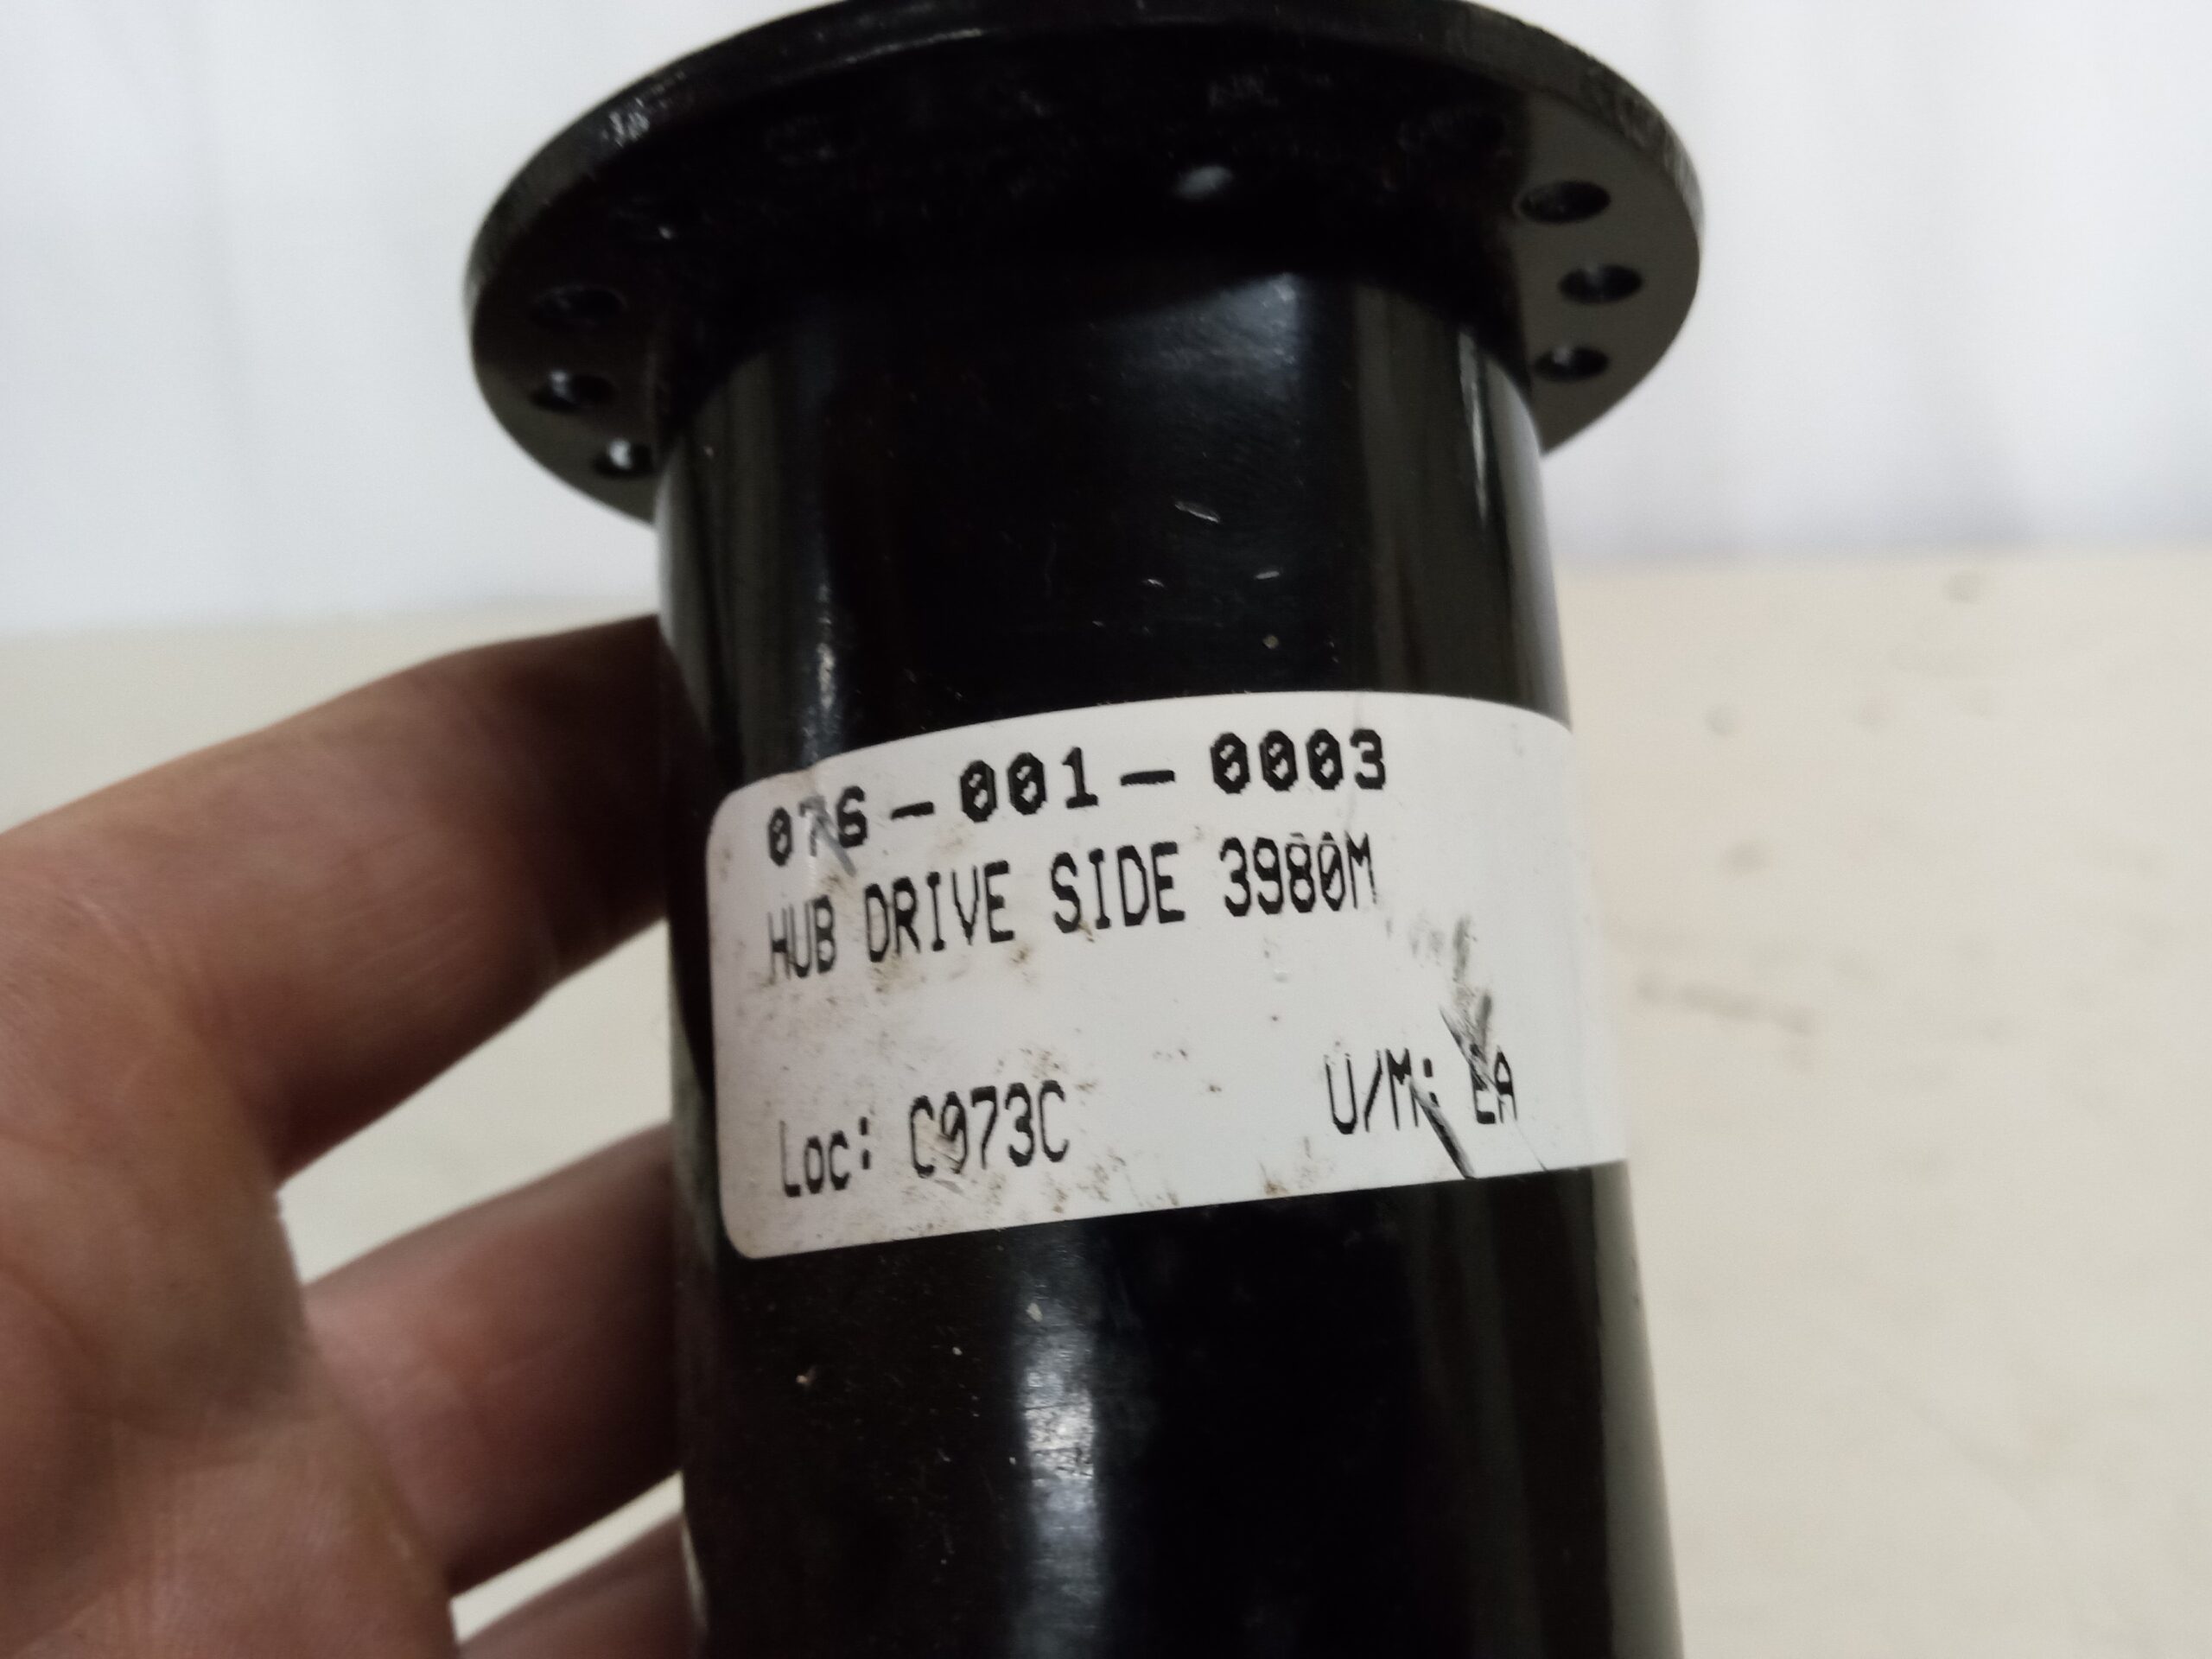 076-001-0003
HUB DRIVE SIDE 3980M
Loc: C073C
U/M: EA